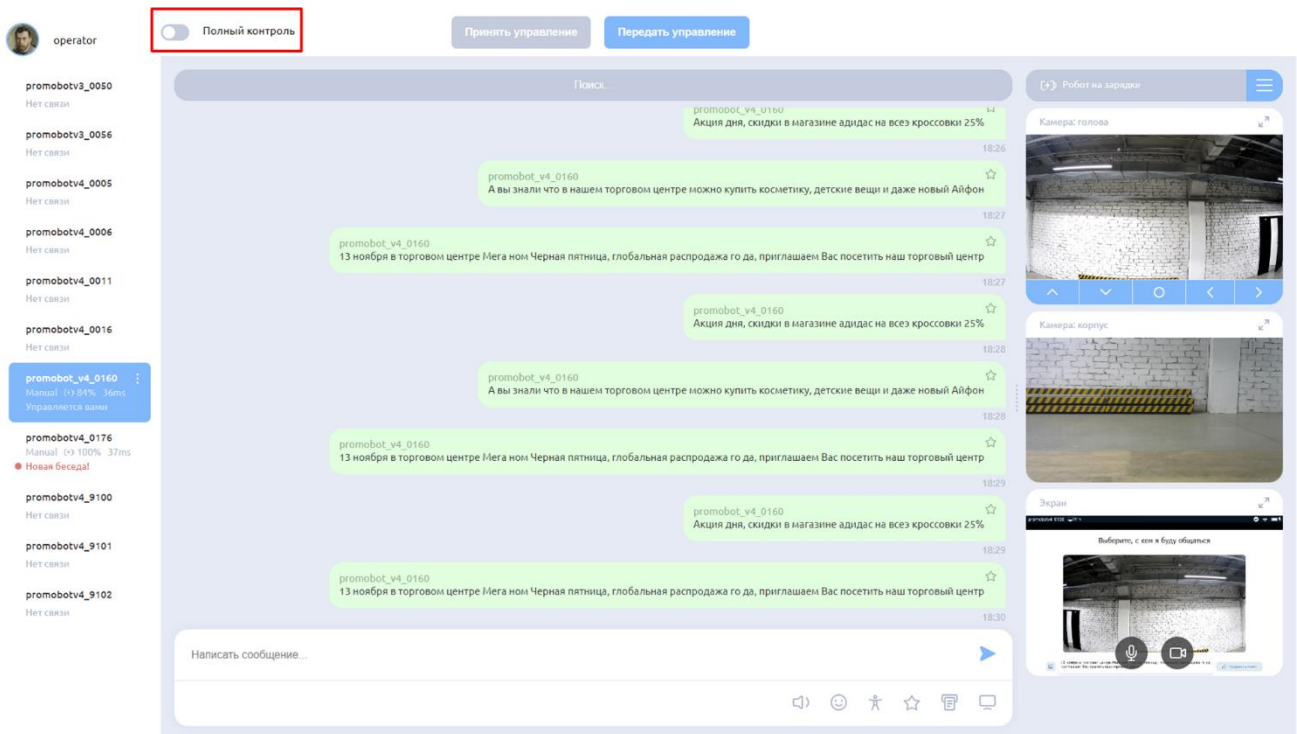 operator
Полный контроль
Принять управление
Передать управление
promobotv3_0050
Нет связи
promobotv3_0056
Нет связи
promobotv4_0005
Нет связи
promobotv4_0006
Нет связи
promobotv4_0011
Нет связи
promobotv4_0016
Нет связи
promobot_v4_0160
Manual 84% 36ms
Управляется вами
promobotv4_0176
Manual 100% 37ms
Новая беседа!
promobotv4_9100
Нет связи
promobotv4_9101
Нет связи
promobotv4_9102
Нет связи
Поиск...
promobot_v4_0160
Акция дня, скидки в магазине адидас на всез кроссовки 25%
18:26
promobot_v4_0160
А вы знали что в нашем торговом центре можно купить косметику, детские вещи и даже новый Айфон
18:27
promobot_v4_0160
13 ноября в торговом центре Мега ном Черная пятница, глобальная распродажа го да, приглашаем Вас посетить наш торговый центр
18:27
promobot_v4_0160
Акция дня, скидки в магазине адидас на всез кроссовки 25%
18:28
promobot_v4_0160
А вы знали что в нашем торговом центре можно купить косметику, детские вещи и даже новый Айфон
18:28
promobot_v4_0160
13 ноября в торговом центре Мега ном Черная пятница, глобальная распродажа го да, приглашаем Вас посетить наш торговый центр
18:29
promobot_v4_0160
Акция дня, скидки в магазине адидас на всез кроссовки 25%
18:29
promobot_v4_0160
13 ноября в торговом центре Мега ном Черная пятница, глобальная распродажа го да, приглашаем Вас посетить наш торговый центр
18:30
Написать сообщение...
Робот на зарядке
Камера: голова
Камера: корпус
Экран
Выберите, с кем я буду общаться